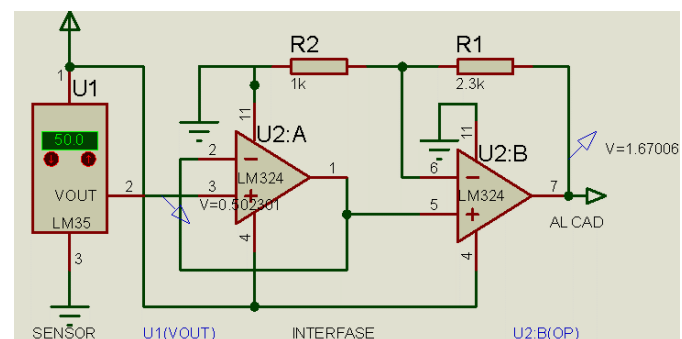 R2
R1
1
U1
1k
2.3k
11
U2:A
50.0
2
1
LM324
3
V=0.502301
VOUT
2
LM35
3
4
11
U2:B
V=1.67006
6
LM324
7
5
AL CAD
4
SENSOR
U1(VOUT)
INTERFASE
U2:B(OP)